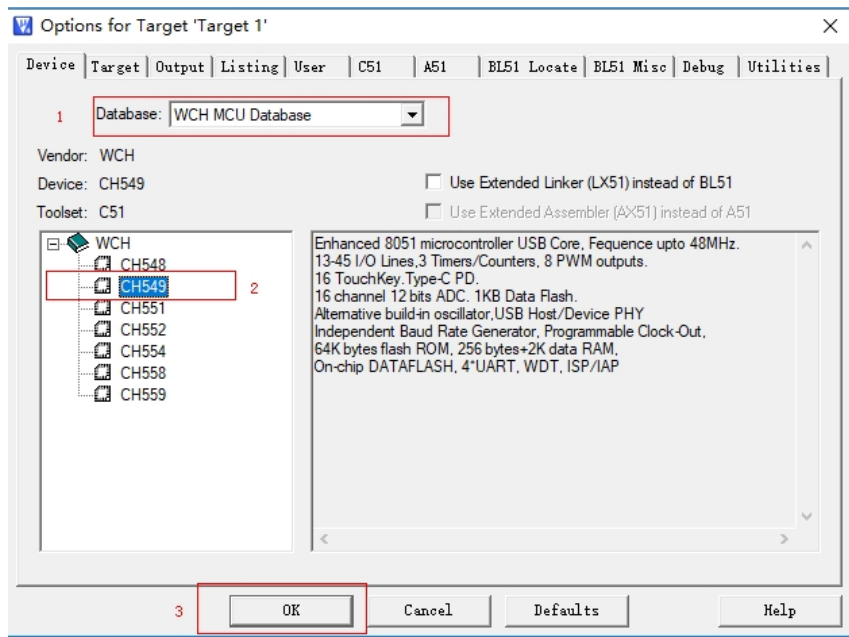 Options for Target 'Target 1'
Device Target Output Listing User C51 A51 BL51 Locate BL51 Misc Debug Utilities
1 Database: WCH MCU Database
Vendor: WCH
Device: CH549
Use Extended Linker (LX51) instead of BL51
Toolset: C51
Use Extended Assembler (AX51) instead of A51
WCH
CH548
CH549 2
CH551
CH552
CH554
CH558
CH559
Enhanced 8051 microcontroller USB Core, Fequence upto 48MHz.
13-45 I/O Lines,3 Timers/Counters, 8 PWM outputs.
16 TouchKey.Type-C PD.
16 channel 12 bits ADC. 1KB Data Flash.
Alternative build-in oscillator,USB Host/Device PHY
Independent Baud Rate Generator, Programmable Clock-Out,
64K bytes flash ROM, 256 bytes+2K data RAM,
On-chip DATAFLASH, 4*UART, WDT, ISP/IAP
3 OK Cancel Defaults Help